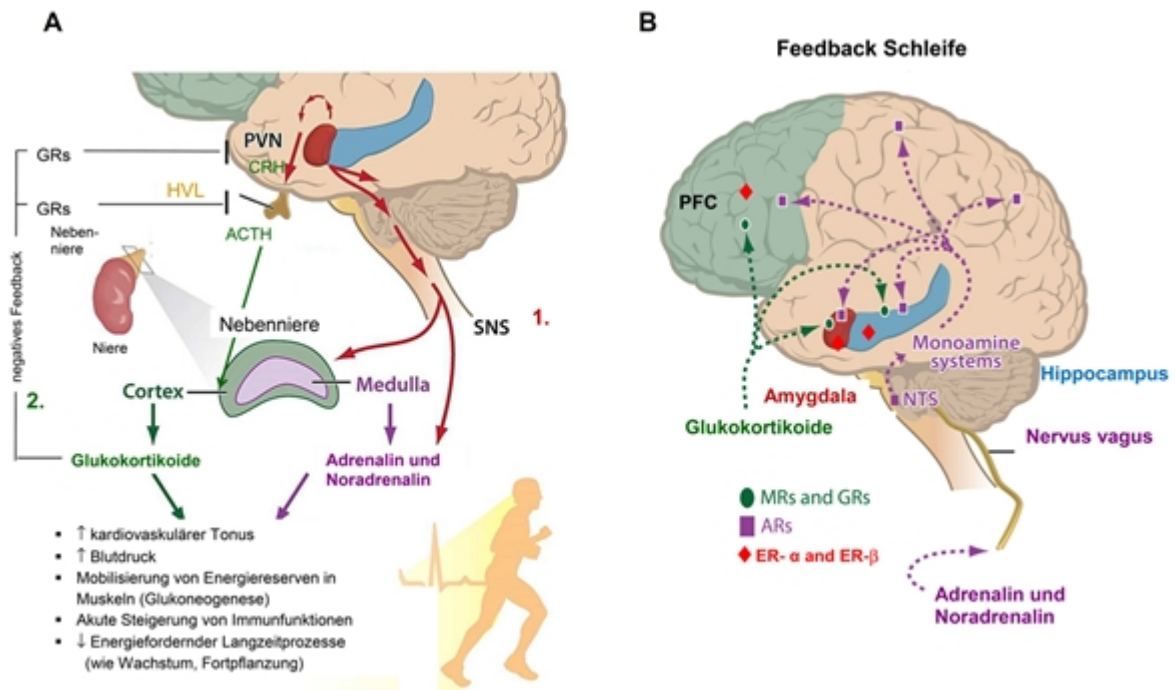 A
PVN
CRH
GRs
HVL
GRs
ACTH
Neben-
niere
negatives Feedback
Niere
Nebenniere
SNS
1.
Cortex
Medulla
2.
Glukokortikoide
Adrenalin und
Noradrenalin
▪ ↑ kardiovaskulärer Tonus
▪ ↑ Blutdruck
▪ Mobilisierung von Energiereserven in
Muskeln (Glukoneogenese)
▪ Akute Steigerung von Immunfunktionen
▪ ↓ Energiefordernder Langzeitprozesse
(wie Wachstum, Fortpflanzung)
B
Feedback Schleife
PFC
Monoamine
systems
Hippocampus
Amygdala
NTS
Glukokortikoide
Nervus vagus
MRs and GRs
ARs
ER- α and ER-β
Adrenalin und
Noradrenalin